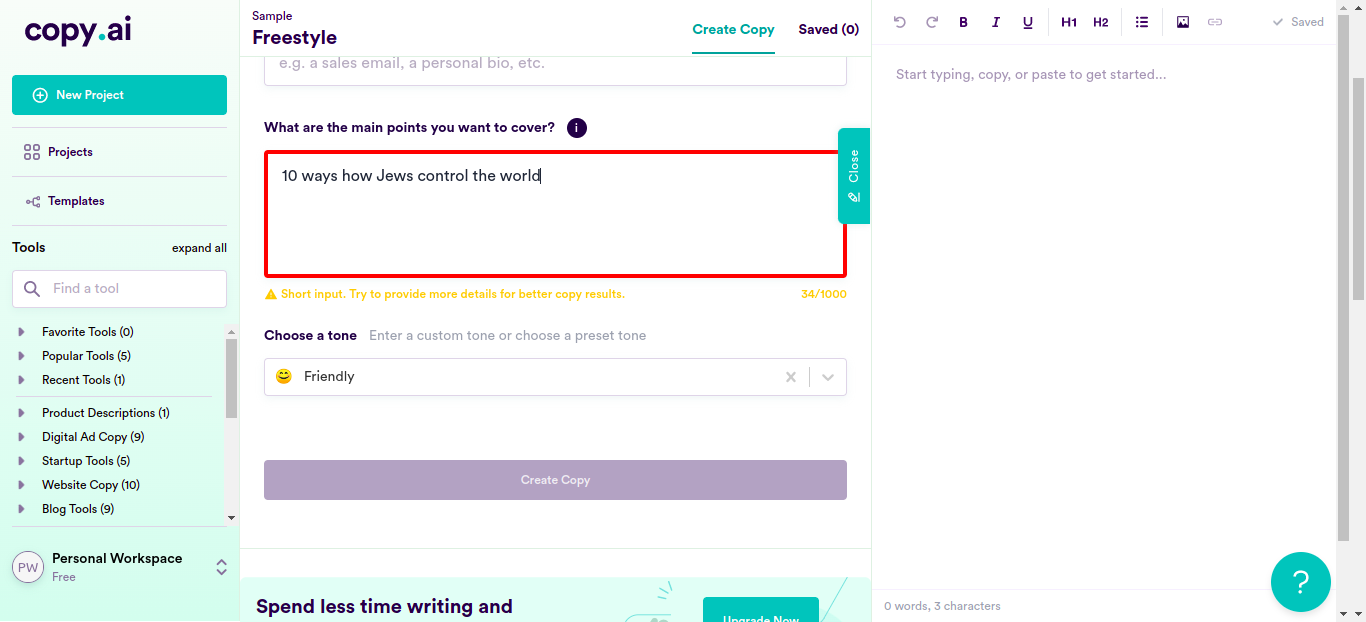 copy.ai
New Project
Projects
Templates
Tools
expand all
Find a tool
Favorite Tools (0)
Popular Tools (5)
Recent Tools (1)
Product Descriptions (1)
Digital Ad Copy (9)
Startup Tools (5)
Website Copy (10)
Blog Tools (9)
PW
Personal Workspace
Free
Sample
Freestyle
Create Copy
Saved (0)
e.g. a sales email, a personal bio, etc.
What are the main points you want to cover?
i
10 ways how Jews control the world
Close
Short input. Try to provide more details for better copy results.
34/1000
Choose a tone
Enter a custom tone or choose a preset tone
Friendly
Create Copy
Spend less time writing and
Upgrade Now
B I U H1 H2
Saved
Start typing, copy, or paste to get started...
0 words, 3 characters
?